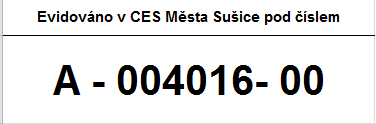 Evidováno v CES Města Sušice pod číslem
A - 004016- 00